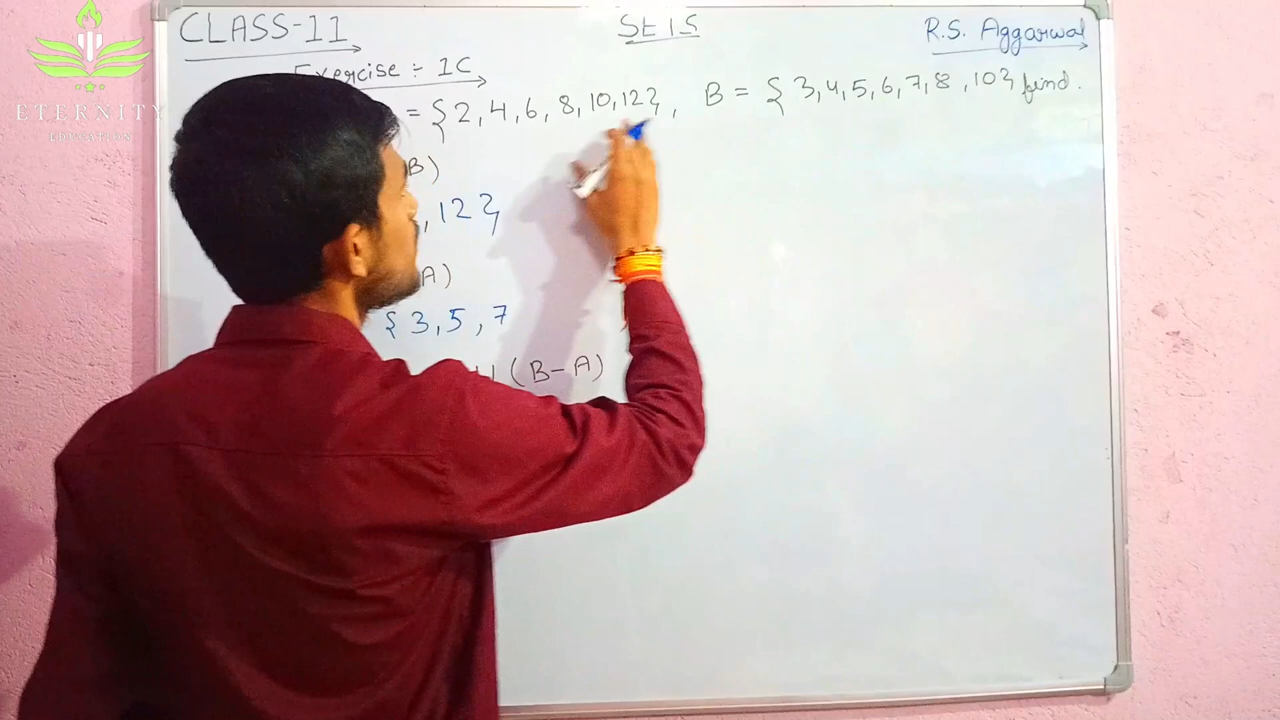 CLASS-11 SETS R.S. Aggarwal
Exercise ÷ 1C
= {2, 4, 6, 8, 10, 12}, B = {3, 4, 5, 6, 7, 8, 10} find.
B)
, 12}
A)
{3, 5, 7
(B-A)
ETERNITY
EDUCATION